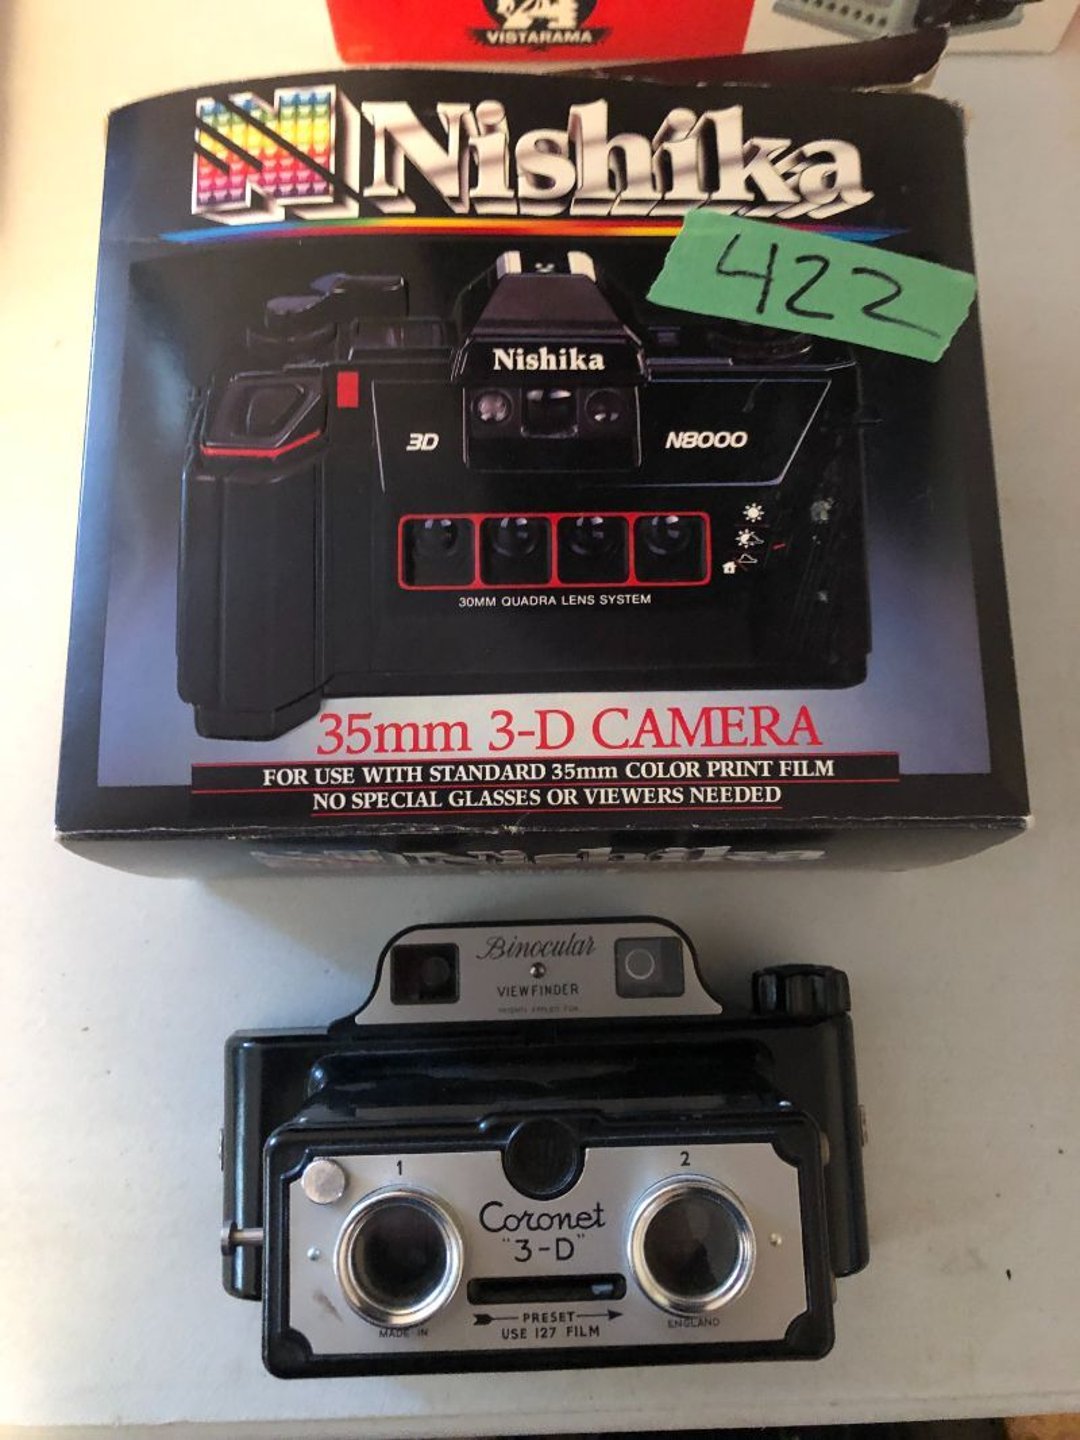 VISTARAMA
Nishika
422
Nishika
3D
N8000
30MM QUADRA LENS SYSTEM
35mm 3-D CAMERA
FOR USE WITH STANDARD 35mm COLOR PRINT FILM
NO SPECIAL GLASSES OR VIEWERS NEEDED
Nishika
Binocular
VIEWFINDER
1
2
Coronet
"3-D"
PRESET
USE 127 FILM
MADE IN
ENGLAND